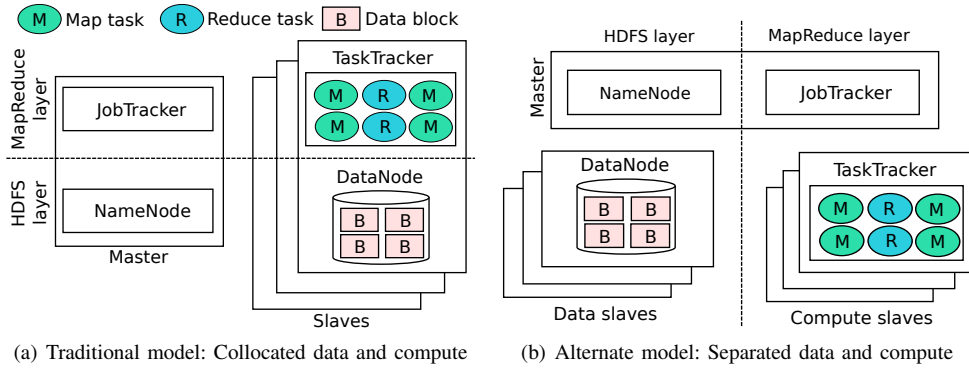 M Map task R Reduce task B Data block
MapReduce
layer
HDFS
layer
JobTracker
NameNode
Master
TaskTracker
M R M
M R M
DataNode
B B
B B
Slaves
(a) Traditional model: Collocated data and compute
HDFS layer MapReduce layer
Master
NameNode JobTracker
DataNode
B B
B B
Data slaves
TaskTracker
M R M
M R M
Compute slaves
(b) Alternate model: Separated data and compute